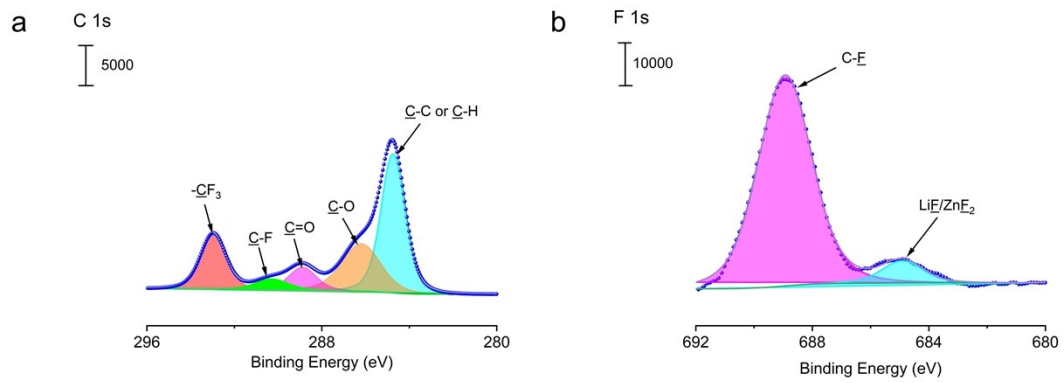 a
C 1s
5000
C-C or C-H
-CF₃
C-F
C=O
C-O
296
288
280
Binding Energy (eV)
b
F 1s
10000
C-F
LiF/ZnF₂
692
688
684
680
Binding Energy (eV)